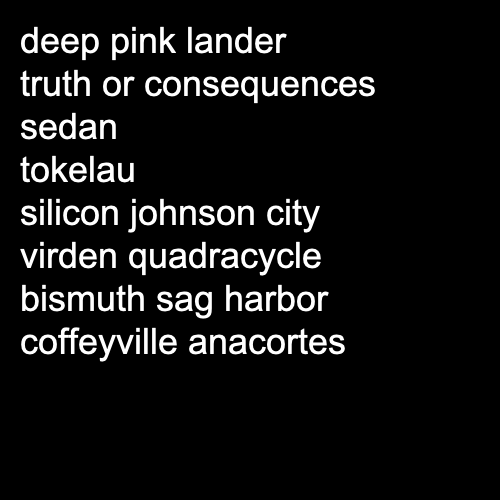 deep pink lander
truth or consequences
sedan
tokelau
silicon johnson city
virden quadracycle
bismuth sag harbor
coffeyville anacortes